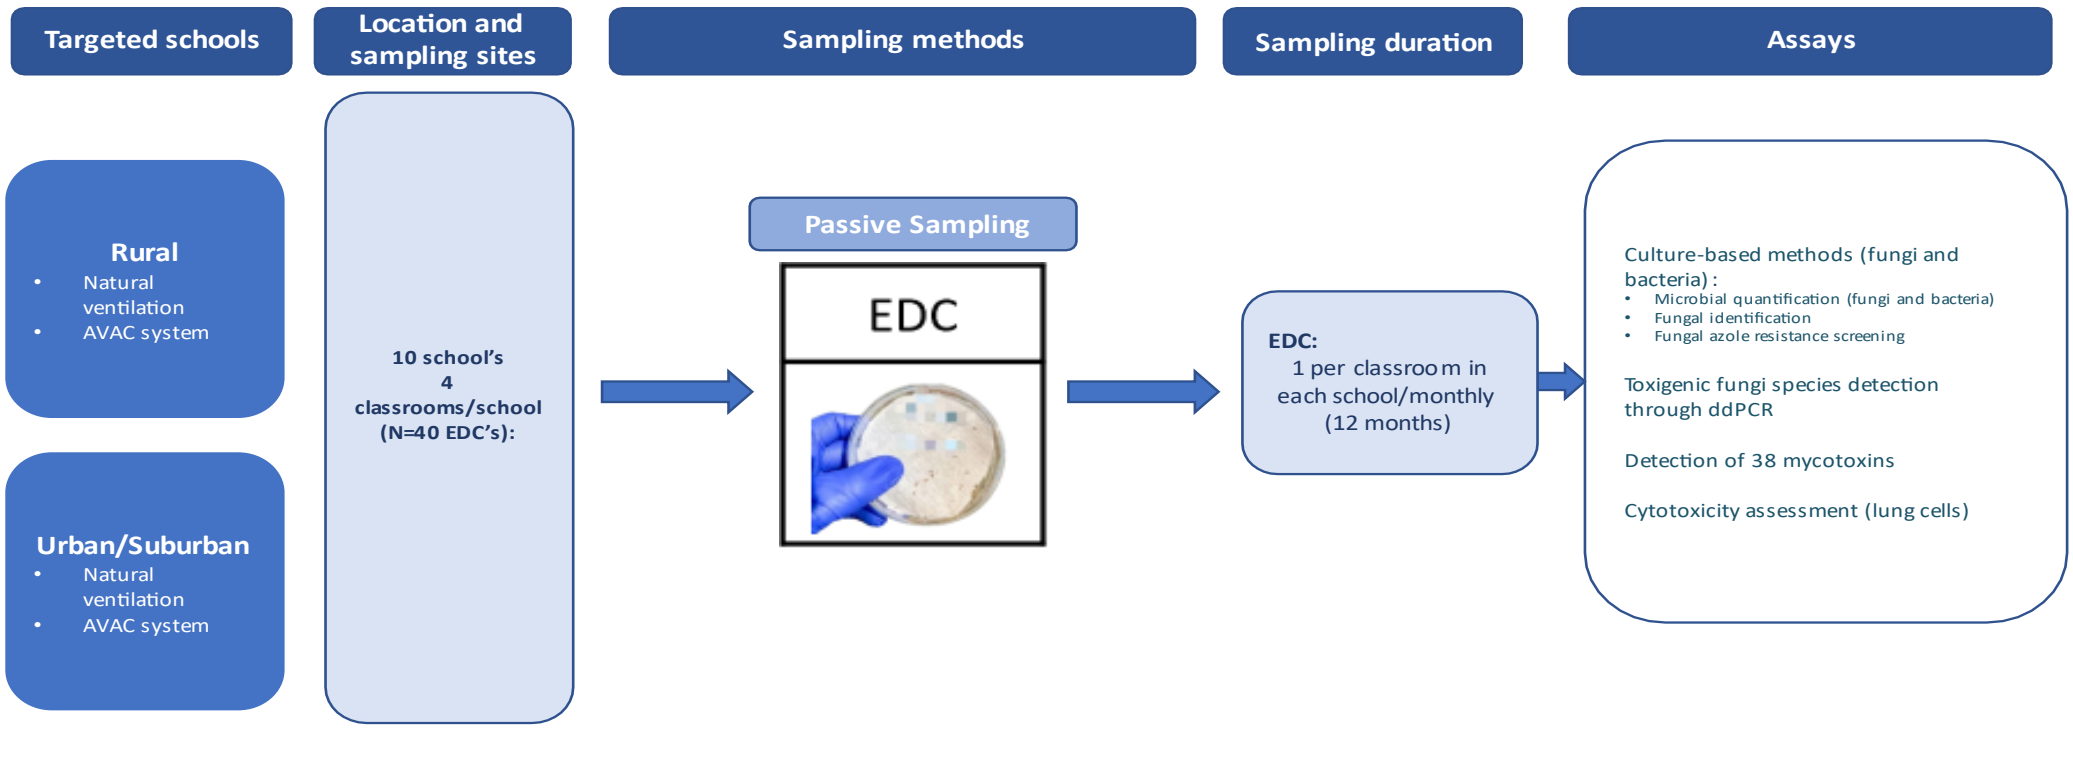 Targeted schools
Location and
sampling sites
Sampling methods
Sampling duration
Assays
Rural
• Natural
ventilation
• AVAC system
Urban/Suburban
• Natural
ventilation
• AVAC system
10 school’s
4
classrooms/school
(N=40 EDC’s):
Passive Sampling
EDC
EDC:
1 per classroom in
each school/monthly
(12 months)
Culture-based methods (fungi and
bacteria) :
• Microbial quantification (fungi and bacteria)
• Fungal identification
• Fungal azole resistance screening
Toxigenic fungi species detection
through ddPCR
Detection of 38 mycotoxins
Cytotoxicity assessment (lung cells)